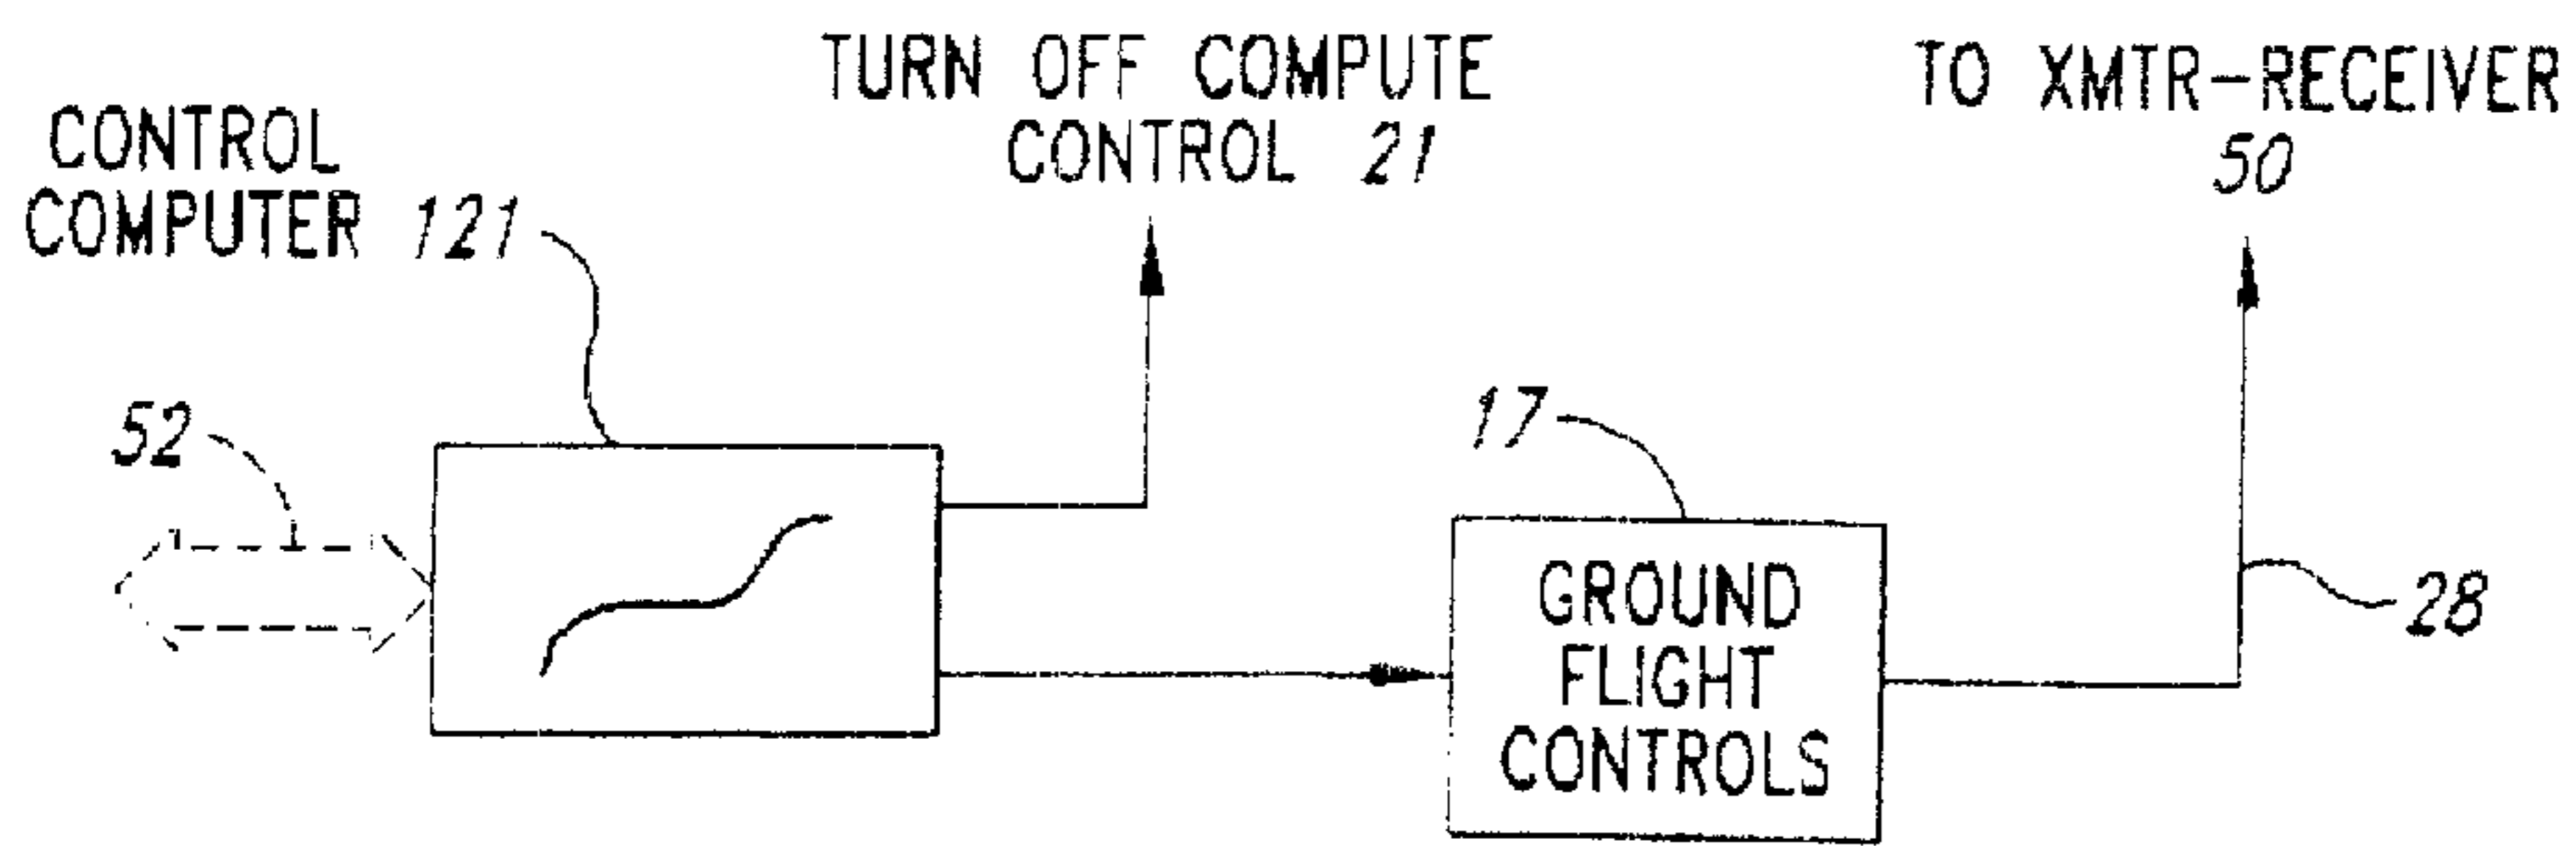 CONTROL
COMPUTER 121
TURN OFF COMPUTE
CONTROL 21
TO XMTR-RECEIVER
50
52
17
GROUND
FLIGHT
CONTROLS
28